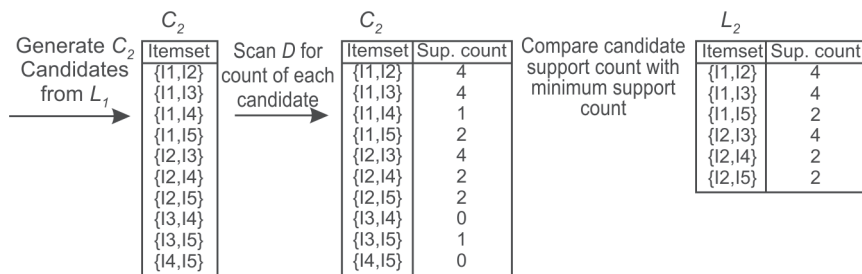 C2
Generate C2
Candidates
from L1
Itemset
{I1,I2}
{I1,I3}
{I1,I4}
{I1,I5}
{I2,I3}
{I2,I4}
{I2,I5}
{I3,I4}
{I3,I5}
{I4,I5}
Scan D for
count of each
candidate
C2
Itemset Sup. count
{I1,I2} 4
{I1,I3} 4
{I1,I4} 1
{I1,I5} 2
{I2,I3} 4
{I2,I4} 2
{I2,I5} 2
{I3,I4} 0
{I3,I5} 1
{I4,I5} 0
Compare candidate
support count with
minimum support
count
L2
Itemset Sup. count
{I1,I2} 4
{I1,I3} 4
{I1,I5} 2
{I2,I3} 4
{I2,I4} 2
{I2,I5} 2